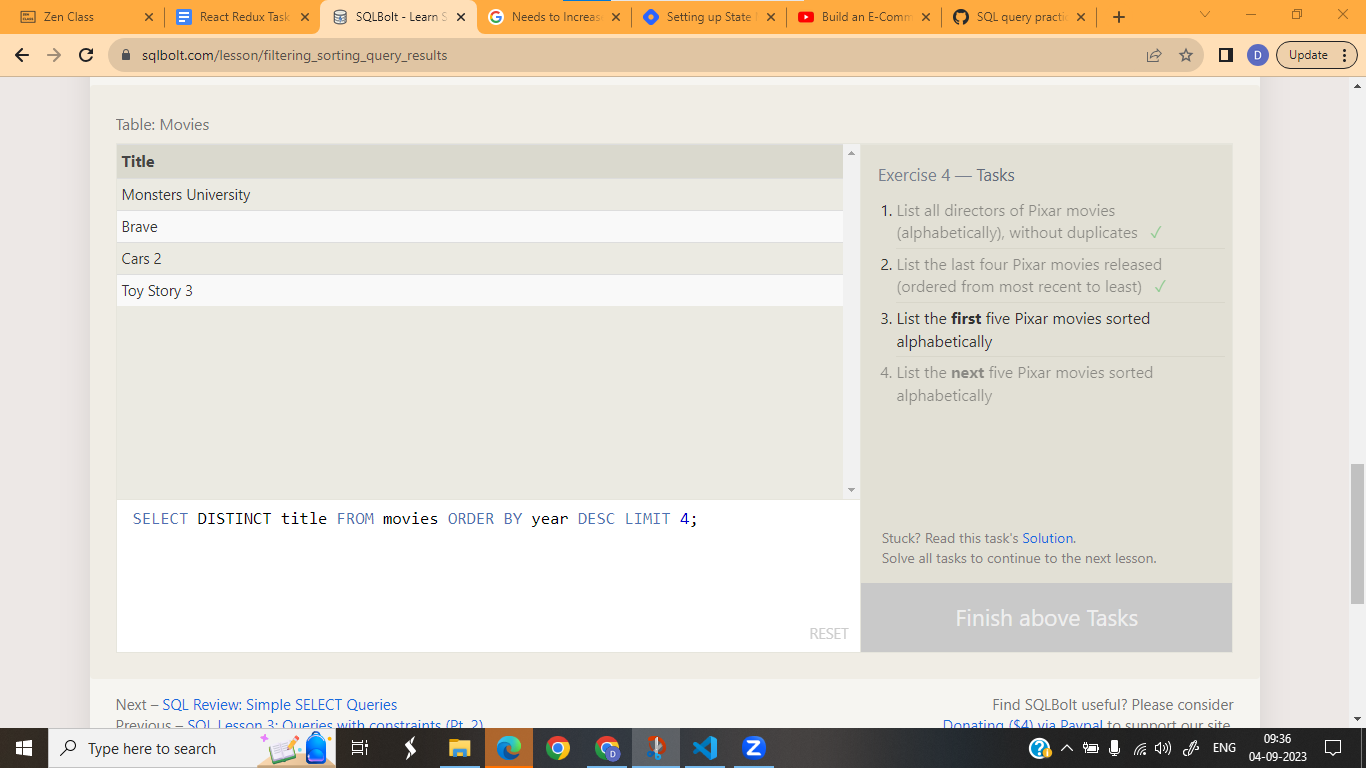 Zen Class
React Redux Task
SQLBolt - Learn S
Needs to Increas
Setting up State
Build an E-Comm
SQL query practi
sqlbolt.com/lesson/filtering_sorting_query_results
D
Update
Table: Movies
Title
Monsters University
Brave
Cars 2
Toy Story 3
SELECT DISTINCT title FROM movies ORDER BY year DESC LIMIT 4;
RESET
Exercise 4 — Tasks
1. List all directors of Pixar movies
(alphabetically), without duplicates ✓
2. List the last four Pixar movies released
(ordered from most recent to least) ✓
3. List the first five Pixar movies sorted
alphabetically
4. List the next five Pixar movies sorted
alphabetically
Stuck? Read this task's Solution.
Solve all tasks to continue to the next lesson.
Finish above Tasks
Next – SQL Review: Simple SELECT Queries
Previous – SQL Lesson 3: Queries with constraints (Pt. 2)
Find SQLBolt useful? Please consider
Donating ($4) via Paypal to support our site.
Type here to search
ENG
09:36
04-09-2023